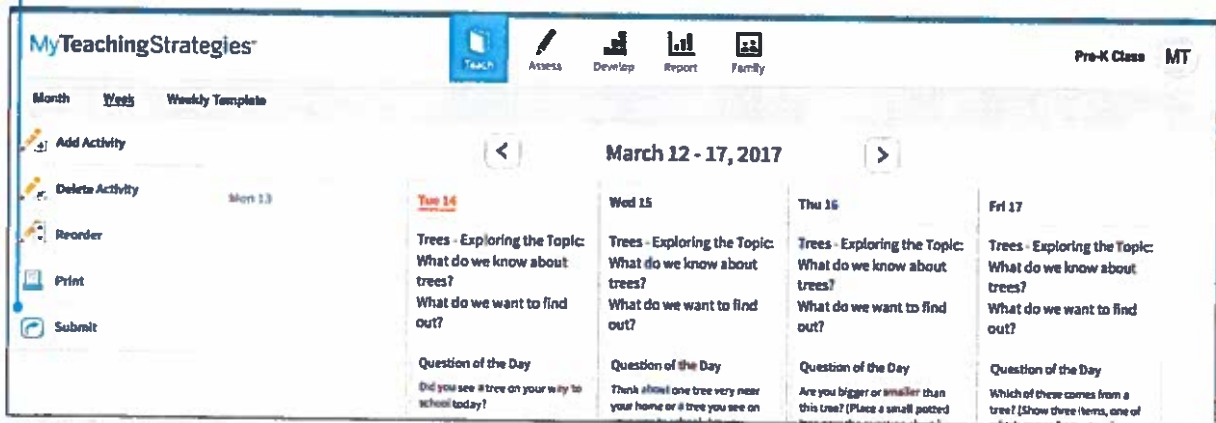 MyTeachingStrategies™
Teach
Assess
Develop
Report
Family
Pre-K Class MT
Month Week Weekly Template
Add Activity
Delete Activity
Reorder
Print
Submit
March 12 - 17, 2017
Mon 13
Tue 14
Trees - Exploring the Topic:
What do we know about
trees?
What do we want to find
out?
Question of the Day
Did you see a tree on your way to
school today?
Wed 15
Trees - Exploring the Topic:
What do we know about
trees?
What do we want to find
out?
Question of the Day
Think about one tree very near
your home or a tree you see on
Thu 16
Trees - Exploring the Topic:
What do we know about
trees?
What do we want to find
out?
Question of the Day
Are you bigger or smaller than
this tree? (Place a small potted
Fri 17
Trees - Exploring the Topic:
What do we know about
trees?
What do we want to find
out?
Question of the Day
Which of these comes from a
tree? (Show three items, one of